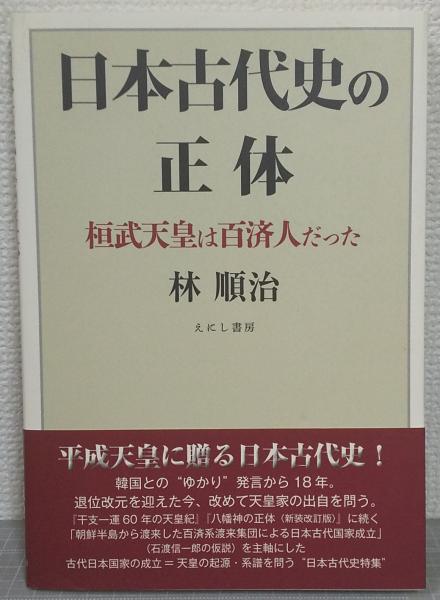 日本古代史の
正体
桓武天皇は百済人だった
林 順治
えにし書房
平成天皇に贈る日本古代史！
韓国との“ゆかり”発言から18年。
退位改元を迎えた今、改めて天皇家の出自を問う。
『干支一運60年の天皇紀』『八幡神の正体〈新装改訂版〉』に続く
「朝鮮半島から渡来した百済系渡来集団による日本古代国家成立」
（石渡信一郎の仮説）を主軸にした
古代日本国家の成立＝天皇の起源・系譜を問う“日本古代史特集”